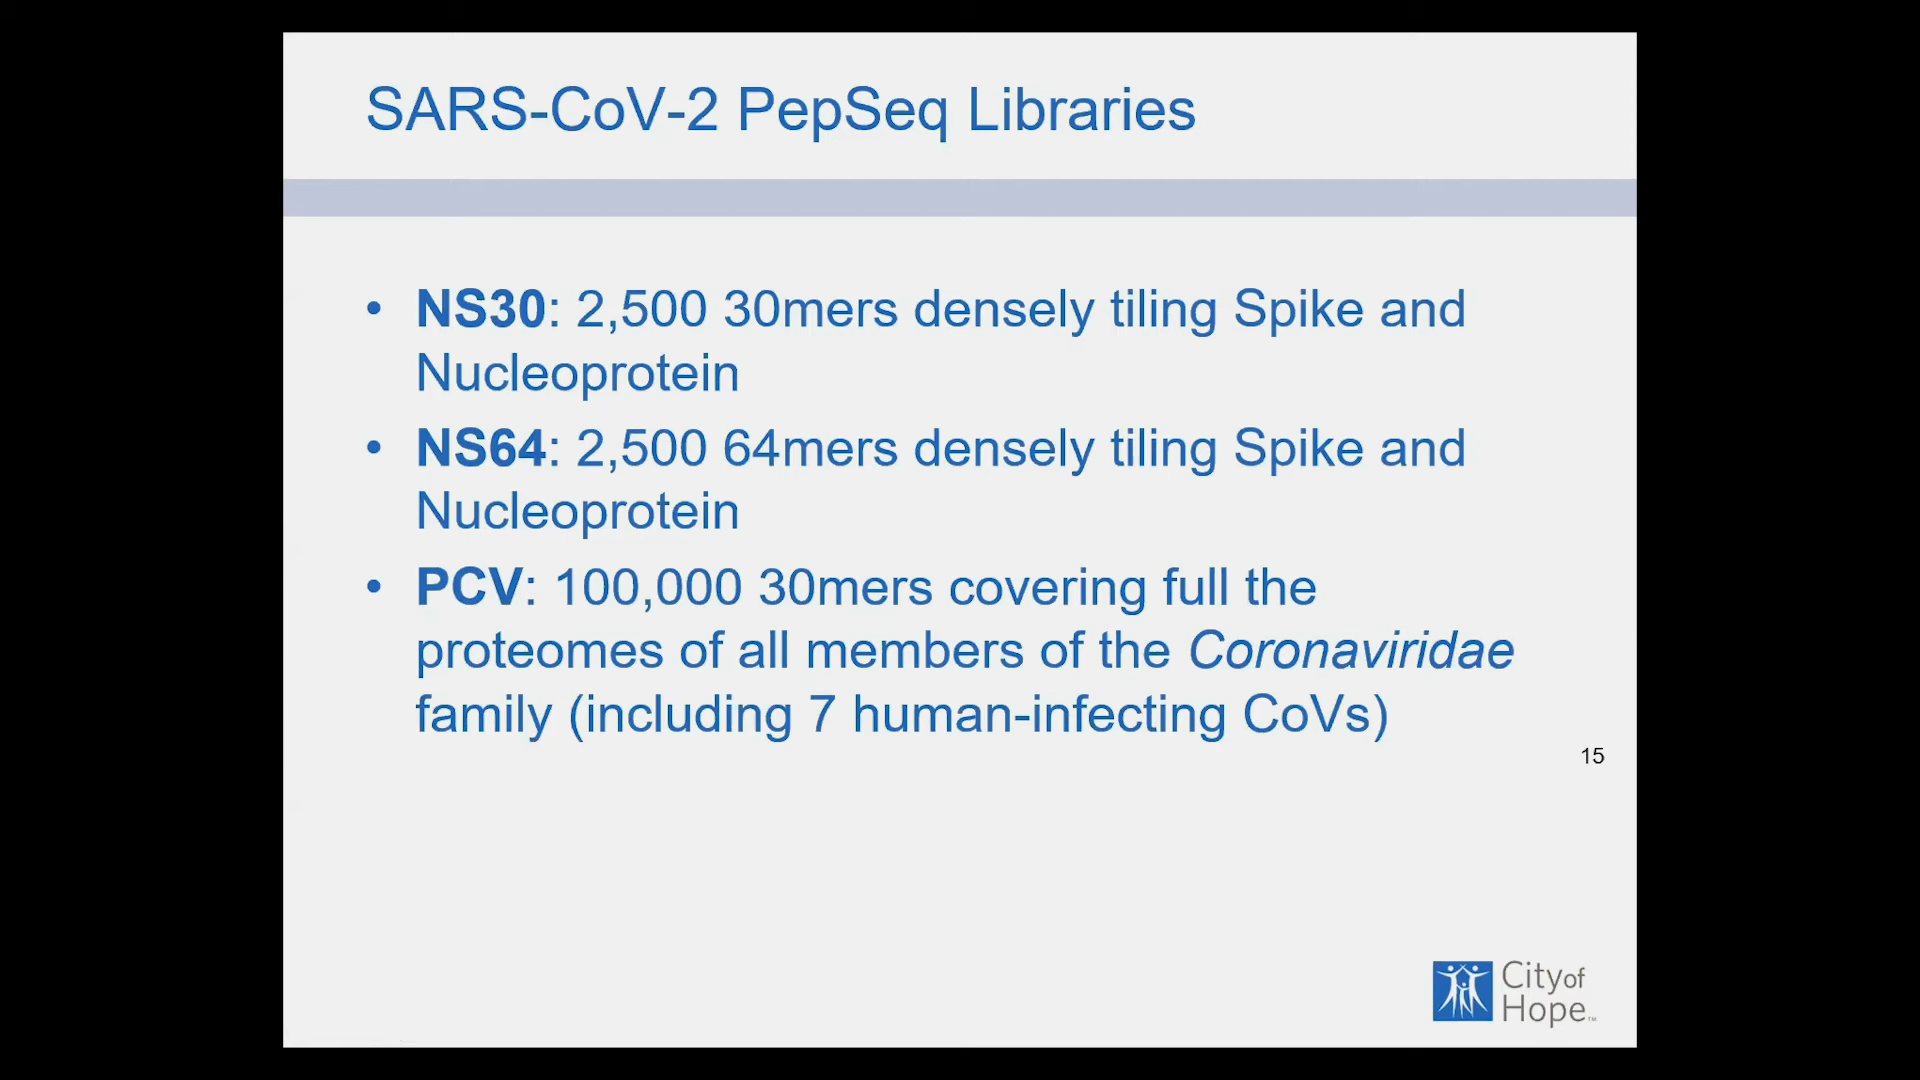 SARS-CoV-2 PepSeq Libraries
• NS30: 2,500 30mers densely tiling Spike and
Nucleoprotein
• NS64: 2,500 64mers densely tiling Spike and
Nucleoprotein
• PCV: 100,000 30mers covering full the
proteomes of all members of the Coronaviridae
family (including 7 human-infecting CoVs)
15
City of
Hope™